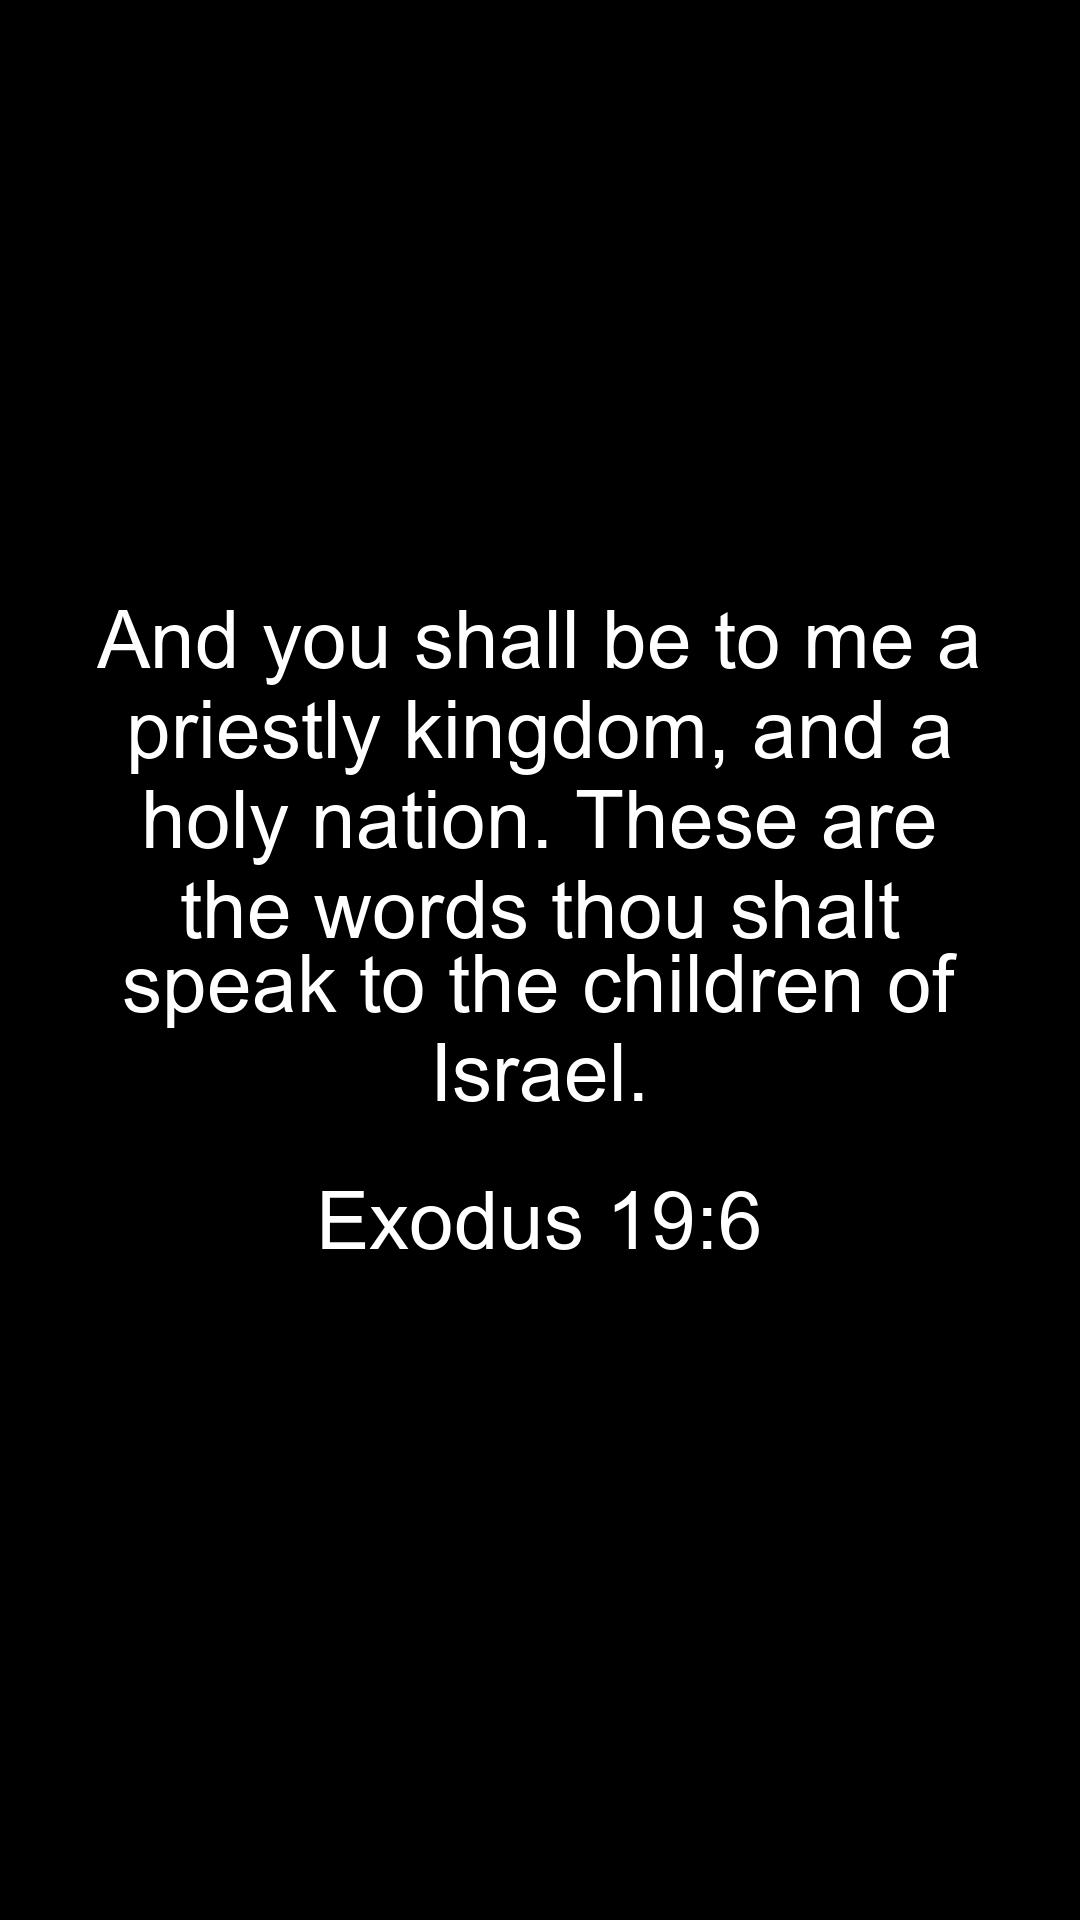 And you shall be to me a
priestly kingdom, and a
holy nation. These are
the words thou shalt
speak to the children of
Israel.
Exodus 19:6